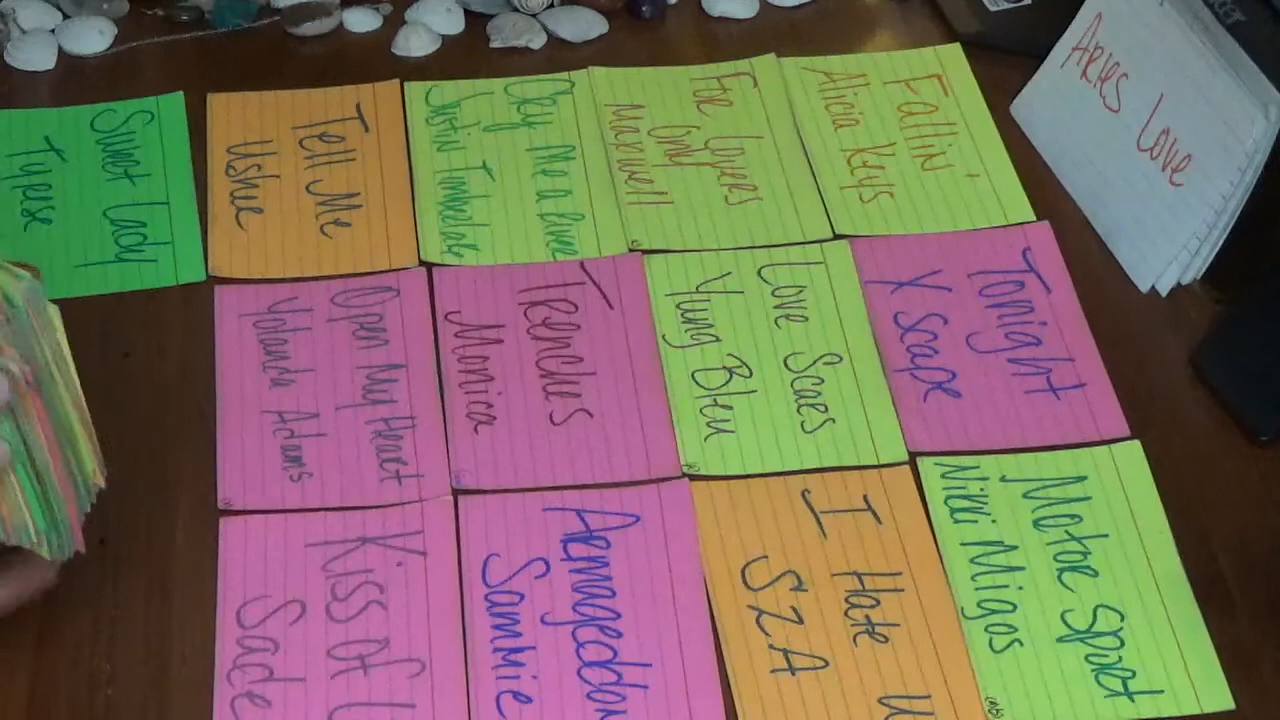 Aries Love
Sweet Lady
Tyrese
Tell Me
Usher
Cry Me a River
Justin Timberlake
For Lovers
Only
Maxwell
Fallin'
Alicia Keys
Open My Heart
Yolanda Adams
Trenches
Monica
Love Scars
Yung Bleu
Tonight
X scape
Kiss of L
Sade
Armageddon
Sammie
I Hate U
SZA
Motor Sport
Nikki Migos